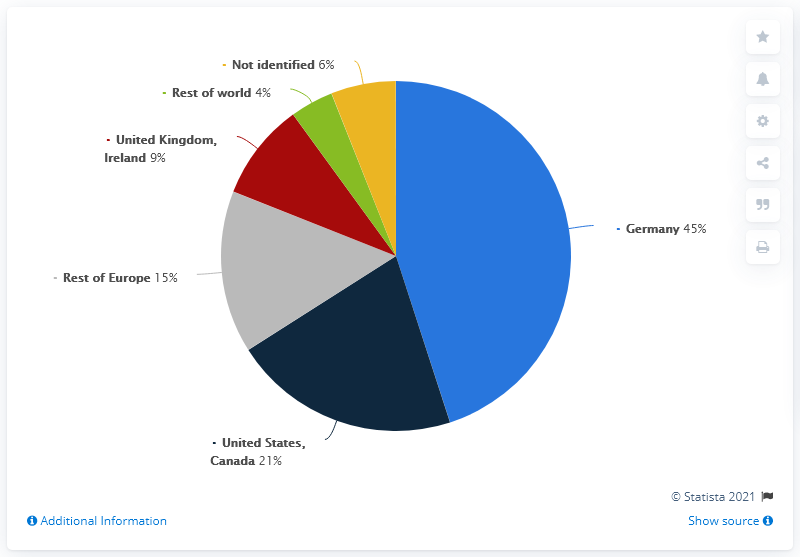 - Not identified 6%
- Rest of world 4%
- United Kingdom,
Ireland 9%
- Germany 45%
- Rest of Europe 15%
- United States,
Canada 21%
© Statista 2021
Additional Information
Show source